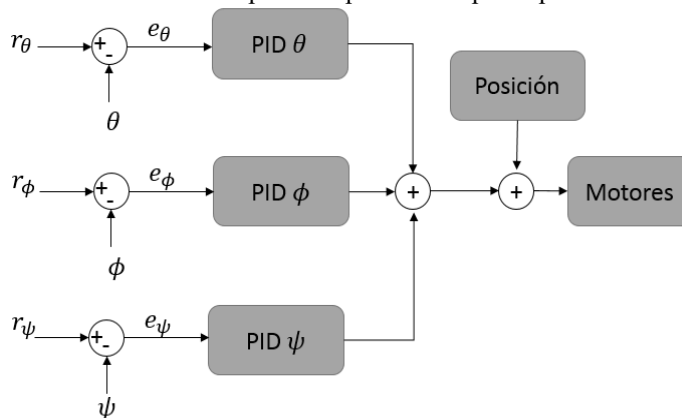 r_θ
+
-
e_θ
PID θ
θ
Posición
r_ϕ
+
-
e_ϕ
PID ϕ
+
+
Motores
ϕ
r_ψ
+
-
e_ψ
PID ψ
ψ